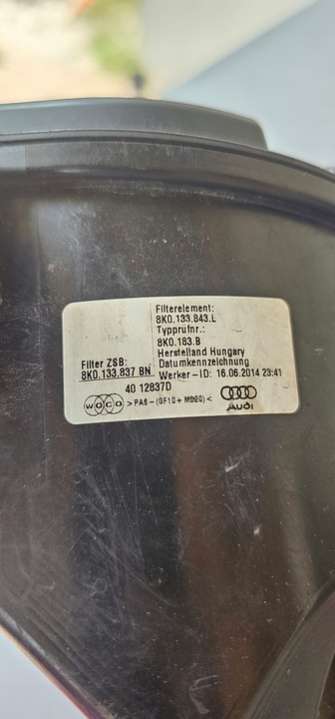 Filterelement:
8K0.133.843.L
Typprufnr.:
8K0.183.B
Herstelland Hungary
Filter ZSB: Datumkennzeichnung
8K0.133.837 BN Werker-ID: 16.06.2014 23:41
40 12837D
WOCO >PA6-(GF10+ MD20)< Audi